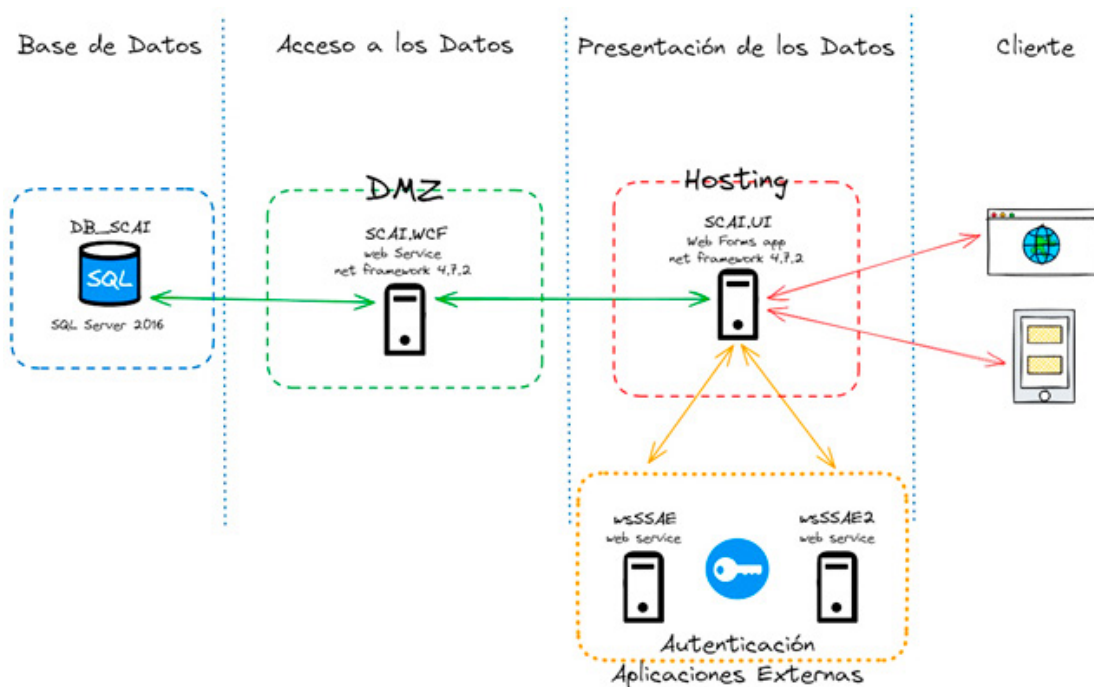 Base de Datos
Acceso a los Datos
Presentación de los Datos
Cliente
DMZ
Hosting
DB_SCAI
SQL
SQL Server 2016
SCAI.WCF
web Service
net framework 4.7.2
SCAI.UI
Web Forms app
net framework 4.7.2
wsSSAE
web service
wsSSAE2
web service
Autenticación
Aplicaciones Externas